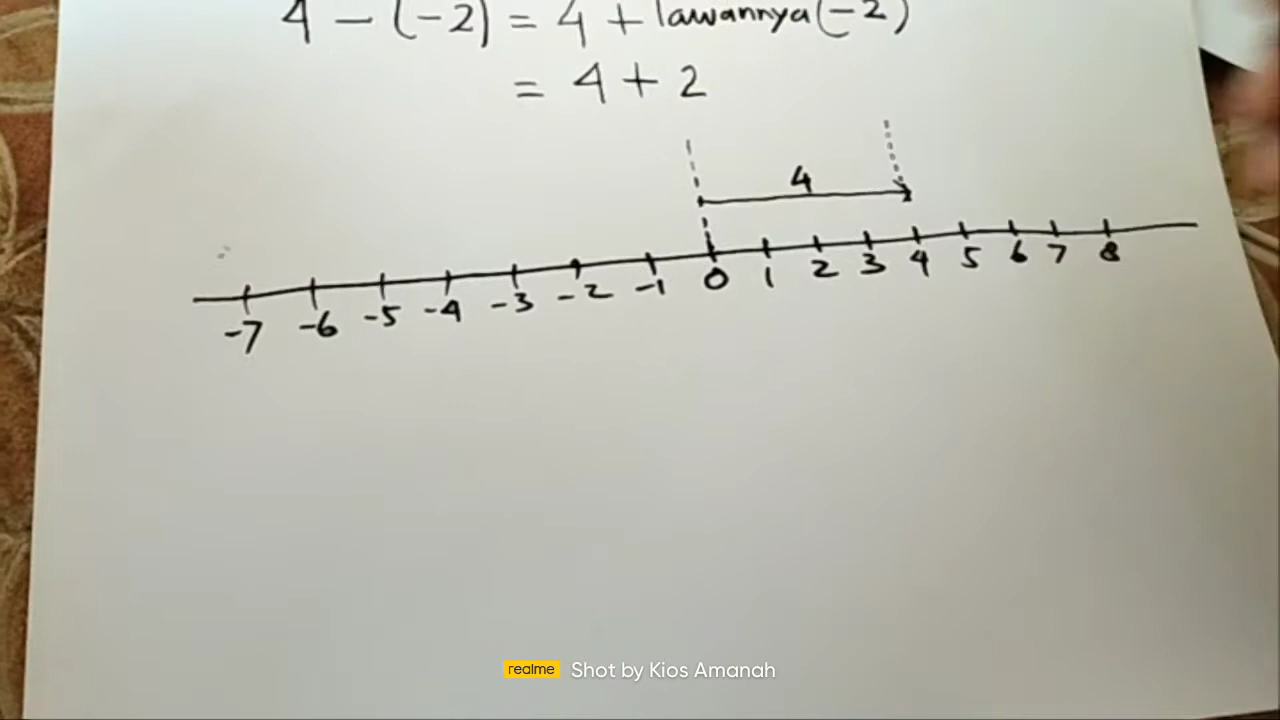 4 - (-2) = 4 + lawannya (-2)
= 4 + 2
4
-7 -6 -5 -4 -3 -2 -1 0 1 2 3 4 5 6 7 8
realme Shot by Kios Amanah